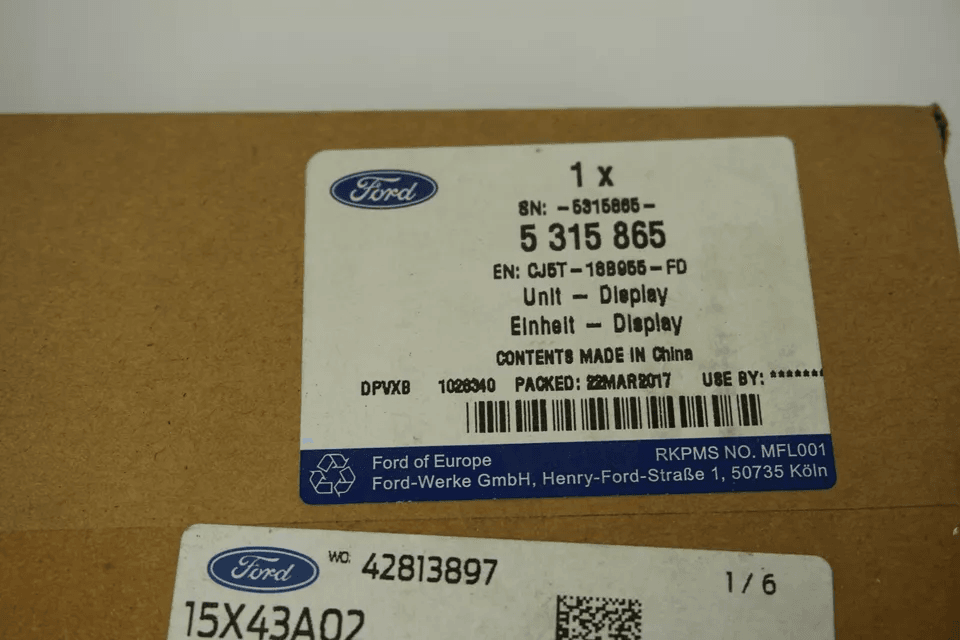 Ford
1 x
SN: -5315865-
5 315 865
EN: CJ5T-18B955-FD
Unit - Display
Einheit - Display
CONTENTS MADE IN China
DPVXB 1026340 PACKED: 22MAR2017 USE BY: *******
RKPMS NO. MFL001
Ford of Europe
Ford-Werke GmbH, Henry-Ford-Straße 1, 50735 Köln
Ford WO. 42813897 1/6
15X43A02